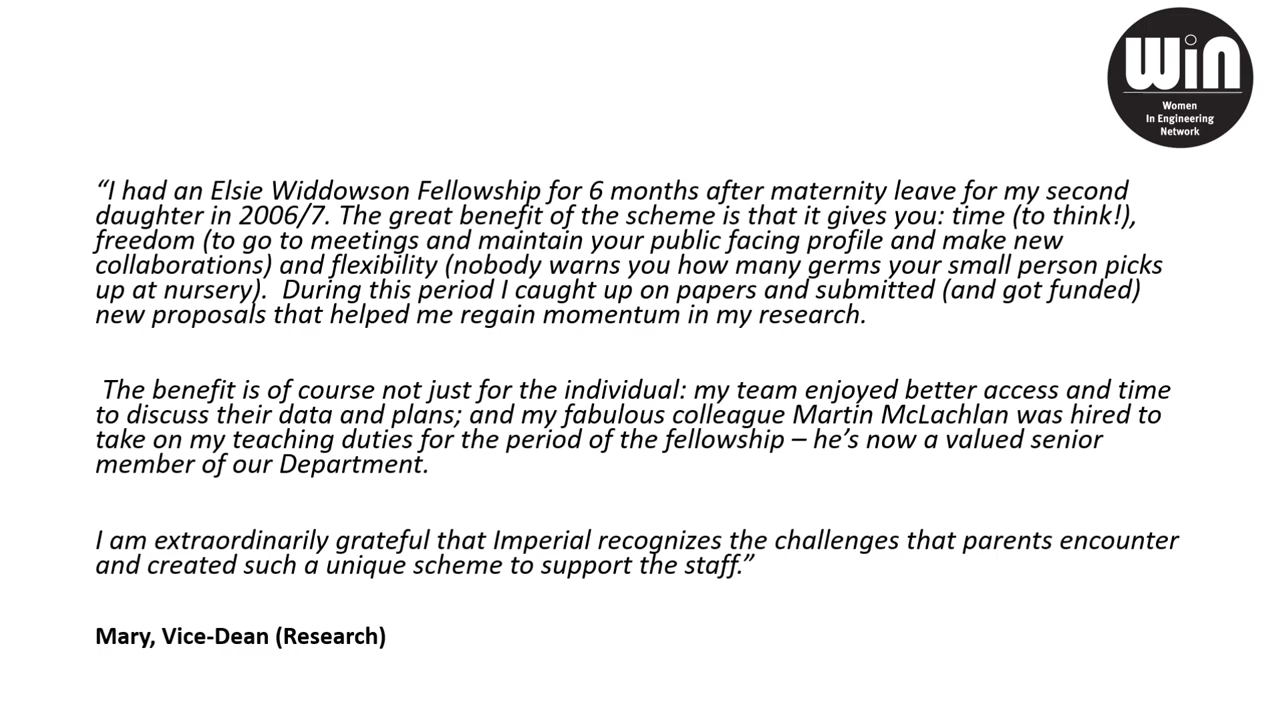 WiN
Women
In Engineering
Network
“I had an Elsie Widdowson Fellowship for 6 months after maternity leave for my second
daughter in 2006/7. The great benefit of the scheme is that it gives you: time (to think!),
freedom (to go to meetings and maintain your public facing profile and make new
collaborations) and flexibility (nobody warns you how many germs your small person picks
up at nursery).  During this period I caught up on papers and submitted (and got funded)
new proposals that helped me regain momentum in my research.
The benefit is of course not just for the individual: my team enjoyed better access and time
to discuss their data and plans; and my fabulous colleague Martin McLachlan was hired to
take on my teaching duties for the period of the fellowship – he’s now a valued senior
member of our Department.
I am extraordinarily grateful that Imperial recognizes the challenges that parents encounter
and created such a unique scheme to support the staff.”
Mary, Vice-Dean (Research)